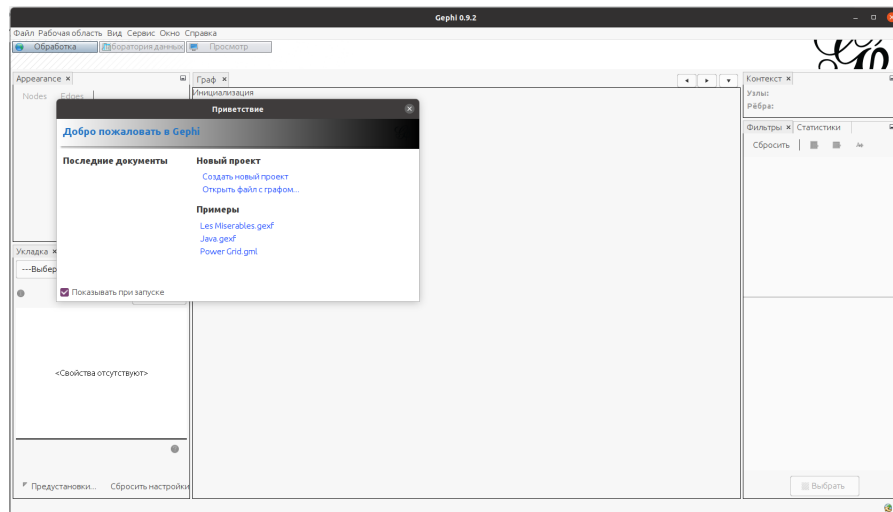 Gephi 0.9.2
Файл Рабочая область Вид Сервис Окно Справка
Обработка
боратория данных
Просмотр
Appearance
Nodes Edges
Граф
Инициализация
Контекст
Узлы:
Рёбра:
Фильтры Статистики
Сбросить
Приветствие
Добро пожаловать в Gephi
Последние документы
Новый проект
Создать новый проект
Открыть файл с графом...
Примеры
Les Miserables.gexf
Java.gexf
Power Grid.gml
Показывать при запуске
Укладка
---Выбер
<Свойства отсутствуют>
Предустановки... Сбросить настройки
Выбрать